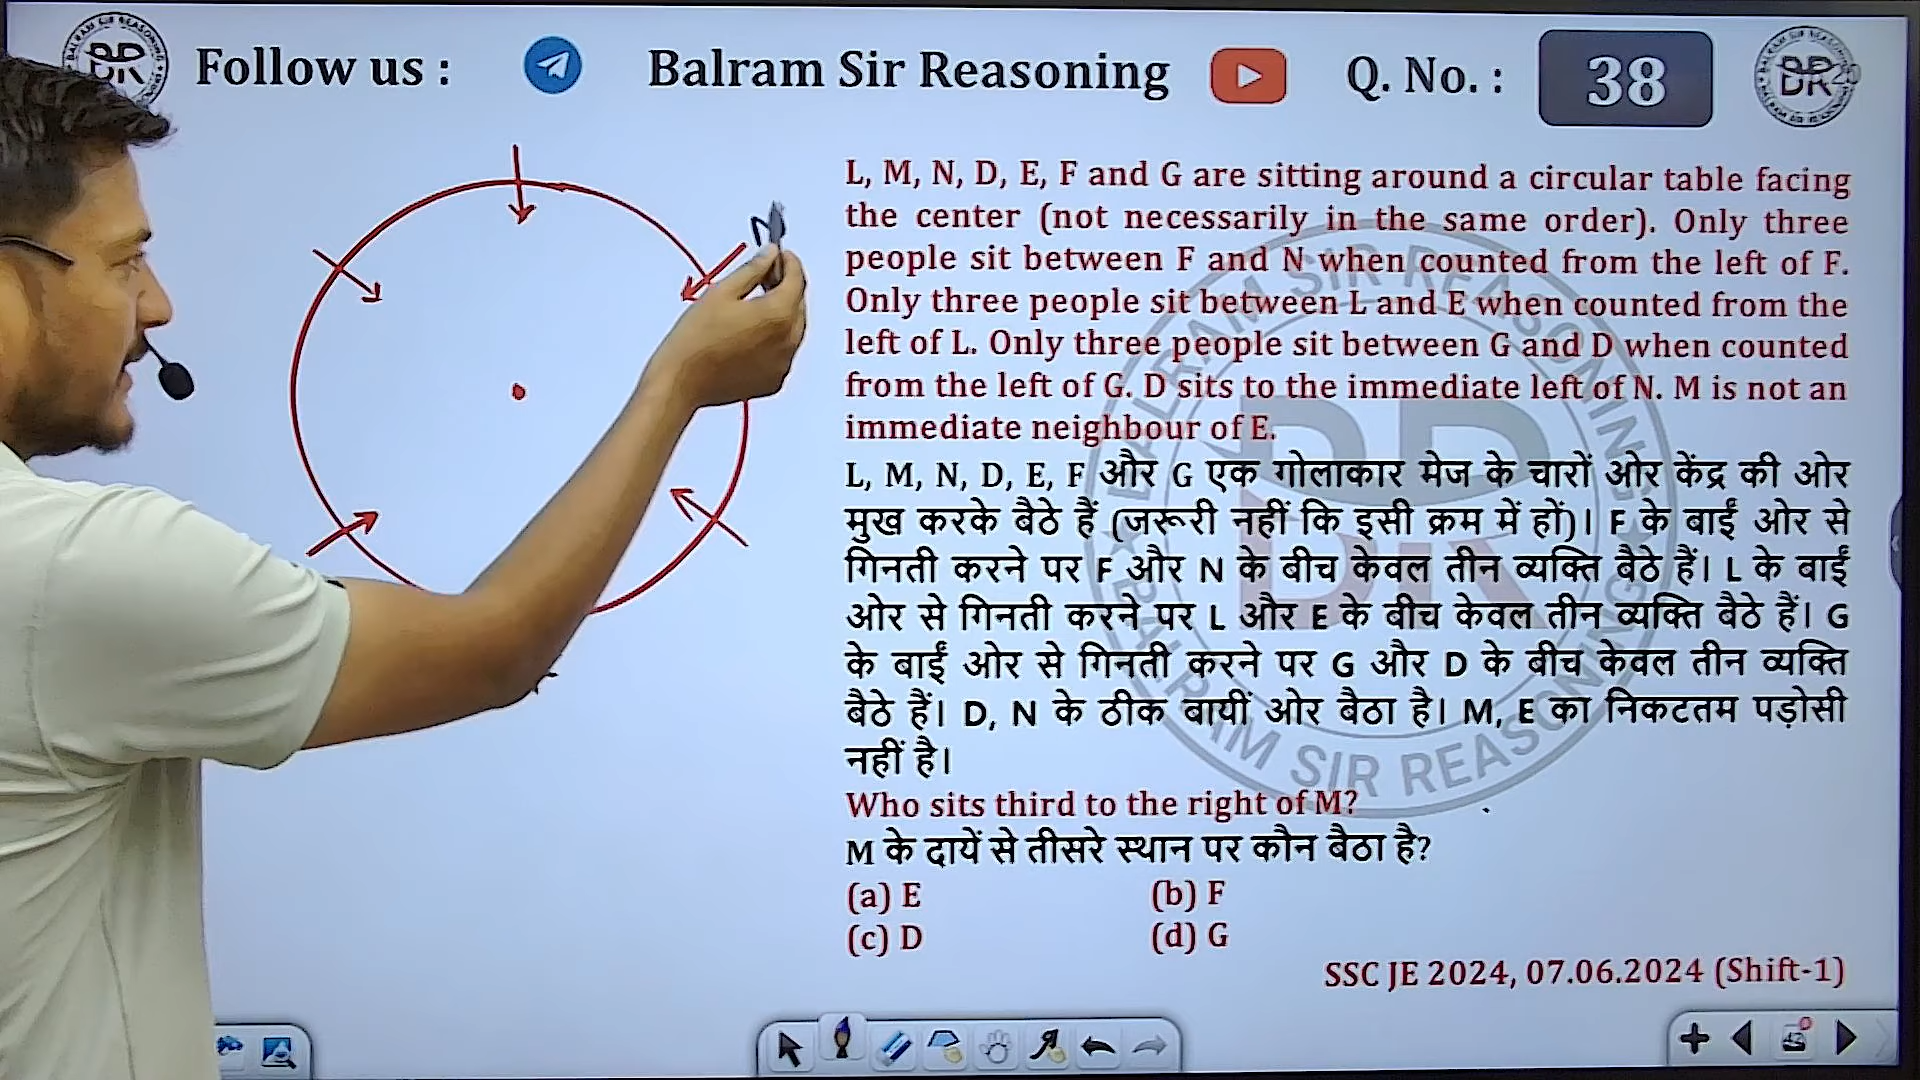 Follow us : Balram Sir Reasoning Q. No. : 38
L, M, N, D, E, F and G are sitting around a circular table facing
the center (not necessarily in the same order). Only three
people sit between F and N when counted from the left of F.
Only three people sit between L and E when counted from the
left of L. Only three people sit between G and D when counted
from the left of G. D sits to the immediate left of N. M is not an
immediate neighbour of E.
L, M, N, D, E, F और G एक गोलाकार मेज के चारों ओर केंद्र की ओर
मुख करके बैठे हैं (जरूरी नहीं कि इसी क्रम में हों)। F के बाईं ओर से
गिनती करने पर F और N के बीच केवल तीन व्यक्ति बैठे हैं। L के बाईं
ओर से गिनती करने पर L और E के बीच केवल तीन व्यक्ति बैठे हैं। G
के बाईं ओर से गिनती करने पर G और D के बीच केवल तीन व्यक्ति
बैठे हैं। D, N के ठीक बायीं ओर बैठा है। M, E का निकटतम पड़ोसी
नहीं है।
Who sits third to the right of M?
M के दायें से तीसरे स्थान पर कौन बैठा है?
(a) E (b) F
(c) D (d) G
SSC JE 2024, 07.06.2024 (Shift-1)
BALRAM SIR REASONING